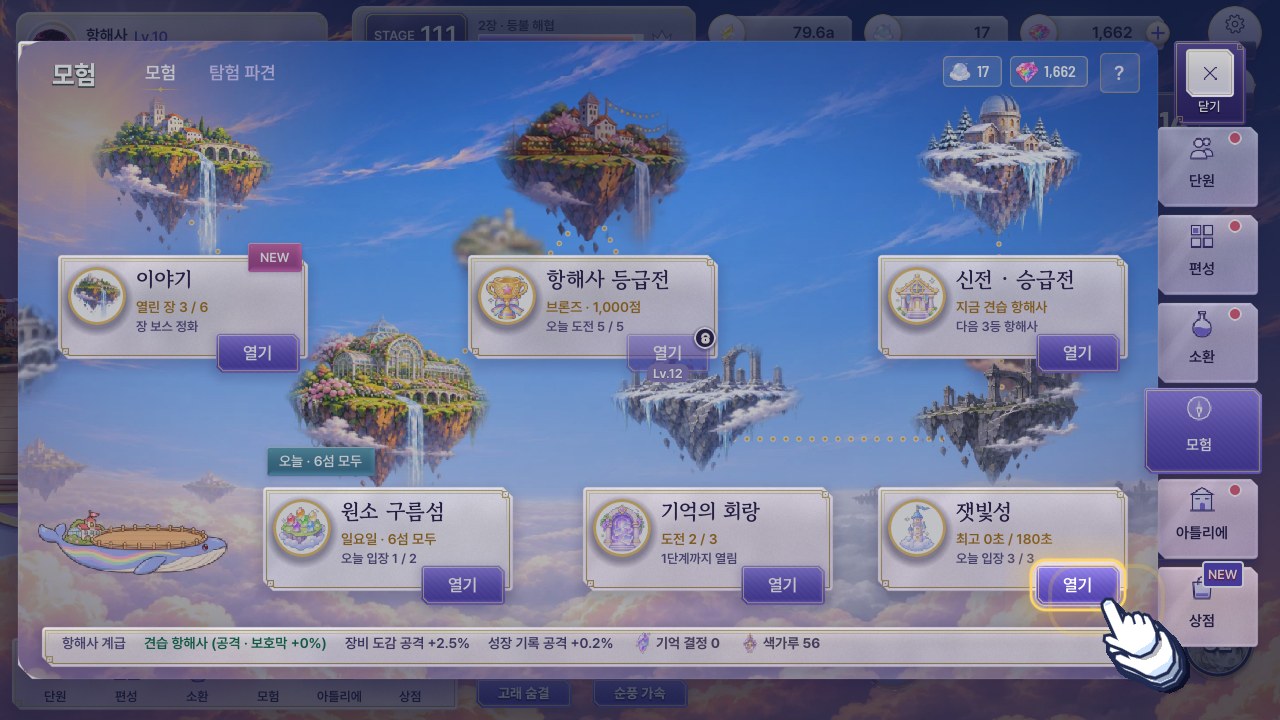 항해사 Lv.10
STAGE 111
2장 · 등불 해협
79.6a
17
1,662
모험
모험
탐험 파견
17
1,662
?
닫기
단원
편성
소환
모험
아틀리에
NEW
상점
NEW
이야기
열린 장 3 / 6
장 보스 정화
열기
항해사 등급전
브론즈 · 1,000점
오늘 도전 5 / 5
열기
Lv.12
신전 · 승급전
지금 견습 항해사
다음 3등 항해사
열기
오늘 · 6섬 모두
원소 구름섬
일요일 · 6섬 모두
오늘 입장 1 / 2
열기
기억의 회랑
도전 2 / 3
1단계까지 열림
열기
잿빛성
최고 0초 / 180초
오늘 입장 3 / 3
열기
항해사 계급
견습 항해사 (공격 · 보호막 +0%)
장비 도감 공격 +2.5%
성장 기록 공격 +0.2%
기억 결정 0
색가루 56
단원
편성
소환
모험
아틀리에
상점
고래 숨결
순풍 가속